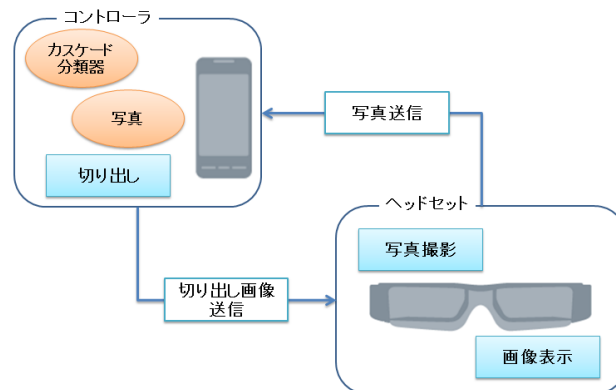 コントローラ
カスケード
分類器
写真
切り出し
写真送信
ヘッドセット
写真撮影
切り出し画像
送信
画像表示